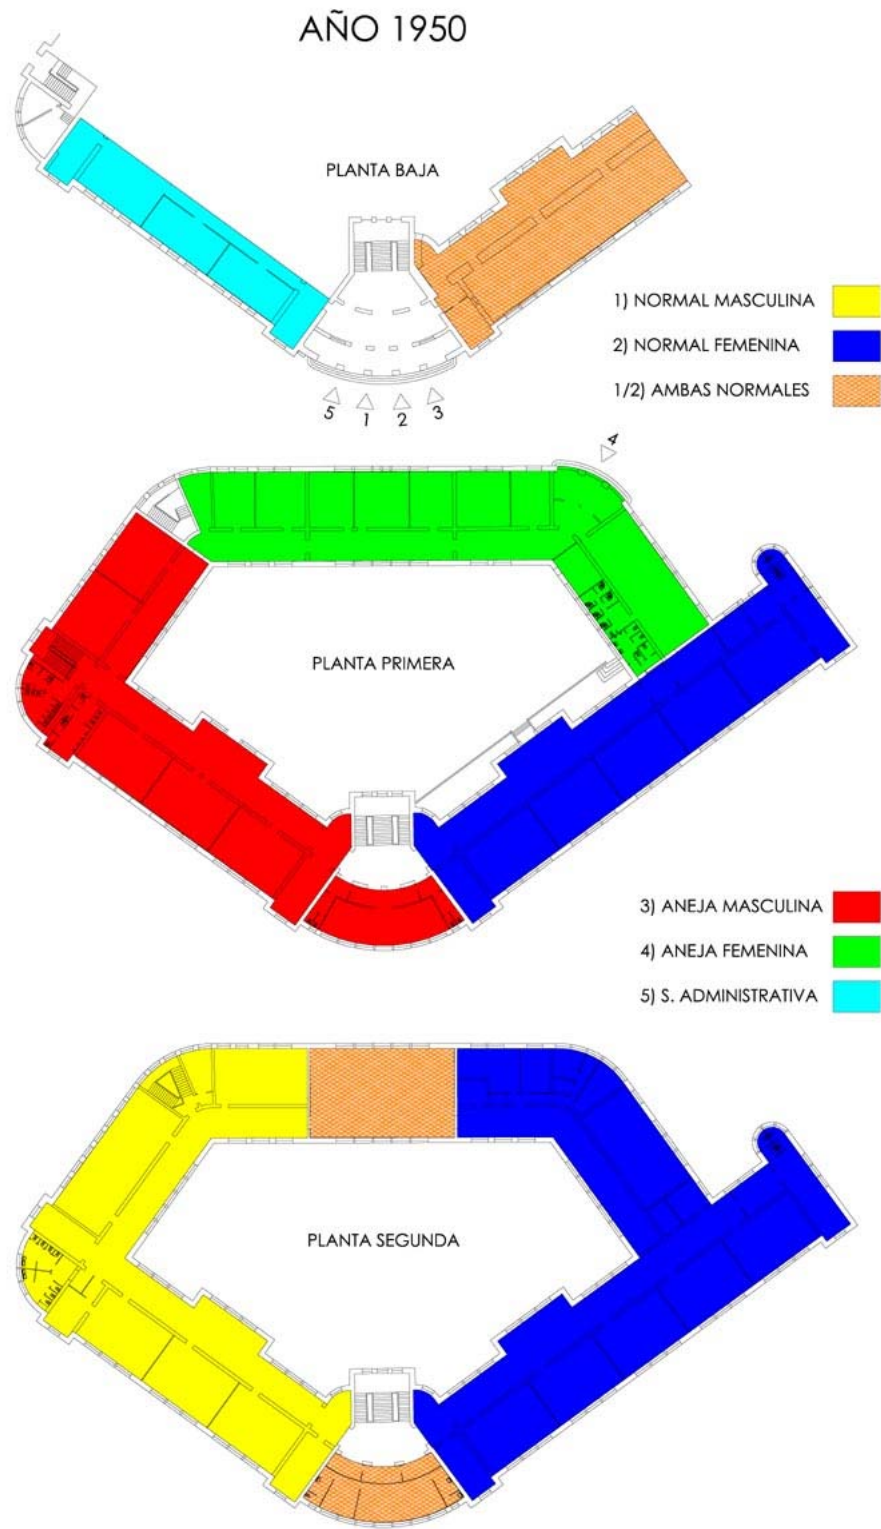 AÑO 1950
PLANTA BAJA
1) NORMAL MASCULINA
2) NORMAL FEMENINA
1/2) AMBAS NORMALES
5 1 2 3
4
PLANTA PRIMERA
3) ANEJA MASCULINA
4) ANEJA FEMENINA
5) S. ADMINISTRATIVA
PLANTA SEGUNDA